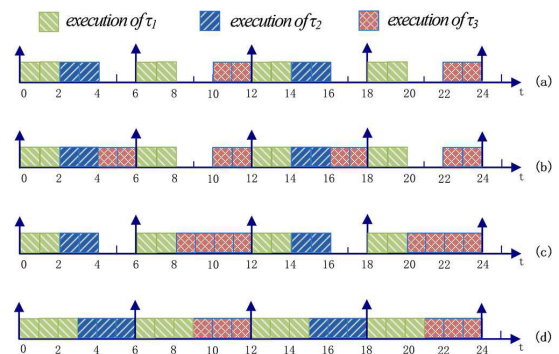 execution of τ1 execution of τ2 execution of τ3
0 2 4 6 8 10 12 14 16 18 20 22 24 t (a)
0 2 4 6 8 10 12 14 16 18 20 22 24 t (b)
0 2 4 6 8 10 12 14 16 18 20 22 24 t (c)
0 2 4 6 8 10 12 14 16 18 20 22 24 t (d)